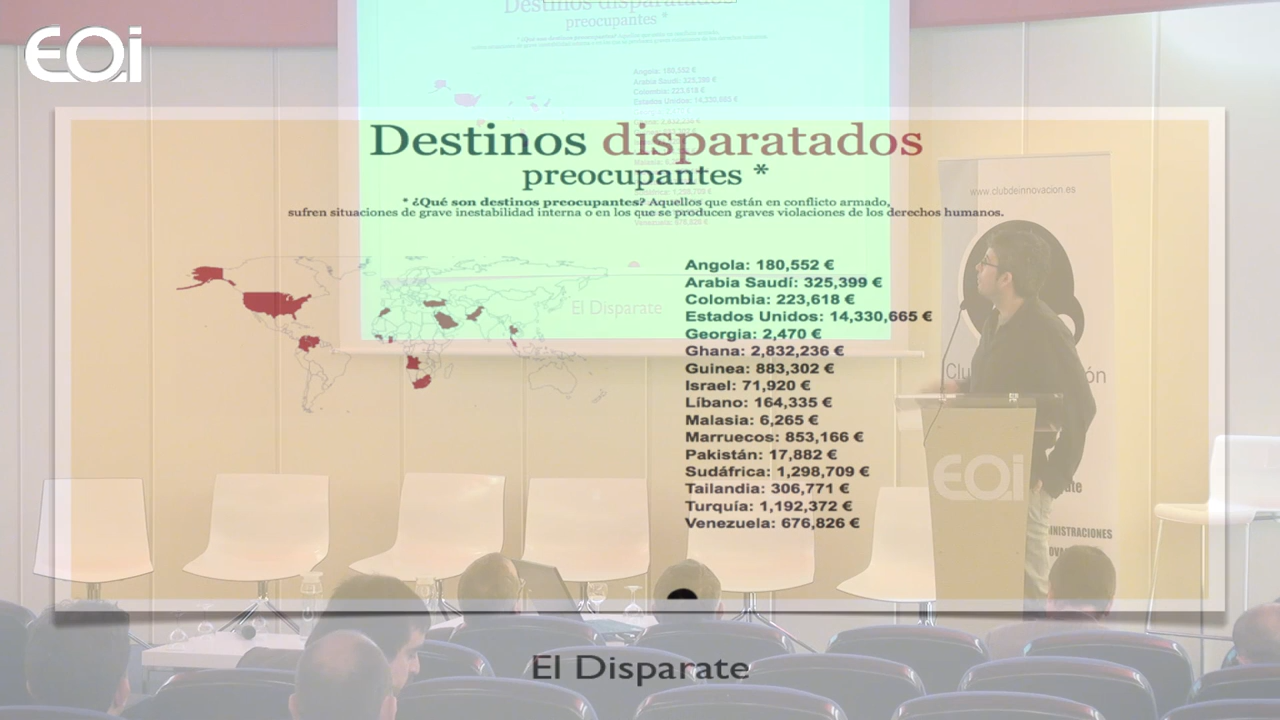 EOi
Destinos disparatados
preocupantes *
* ¿Qué son destinos preocupantes? Aquellos que están en conflicto armado,
sufren situaciones de grave inestabilidad interna o en los que se producen graves violaciones de los derechos humanos.
www.clubdeinnovacion.es
Angola: 180,552 €
Arabia Saudí: 325,399 €
Colombia: 223,618 €
Estados Unidos: 14,330,665 €
Georgia: 2,470 €
Ghana: 2,832,236 €
Guinea: 883,302 €
Israel: 71,920 €
Líbano: 164,335 €
Malasia: 6,265 €
Marruecos: 853,166 €
Pakistán: 17,882 €
Sudáfrica: 1,298,709 €
Tailandia: 306,771 €
Turquía: 1,192,372 €
Venezuela: 676,826 €
El Disparate
EOi
El Disparate